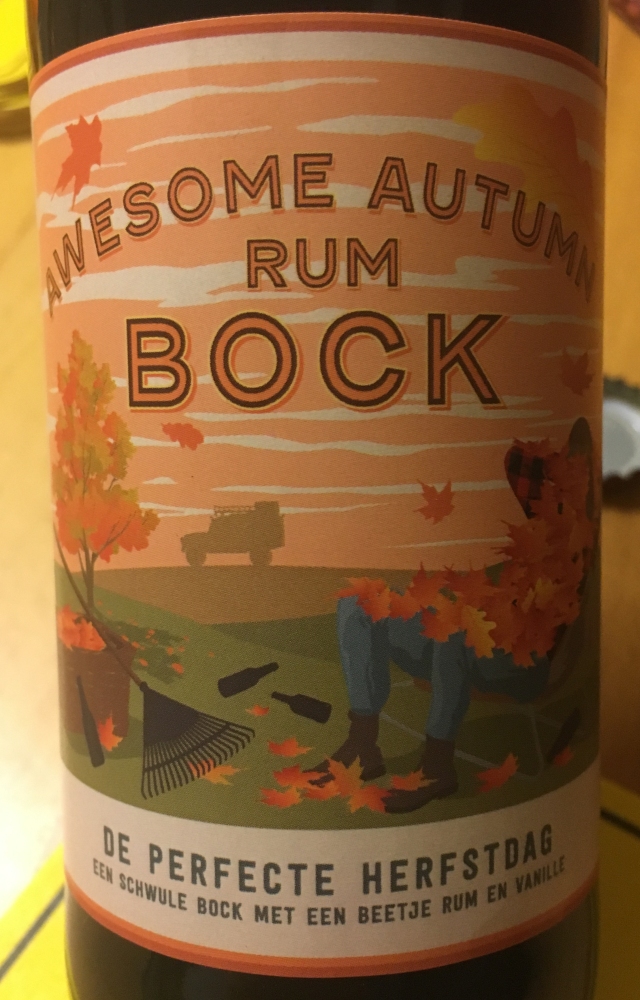 AWESOME AUTUMN
RUM
BOCK
DE PERFECTE HERFSTDAG
EEN SCHWULE BOCK MET EEN BEETJE RUM EN VANILLE